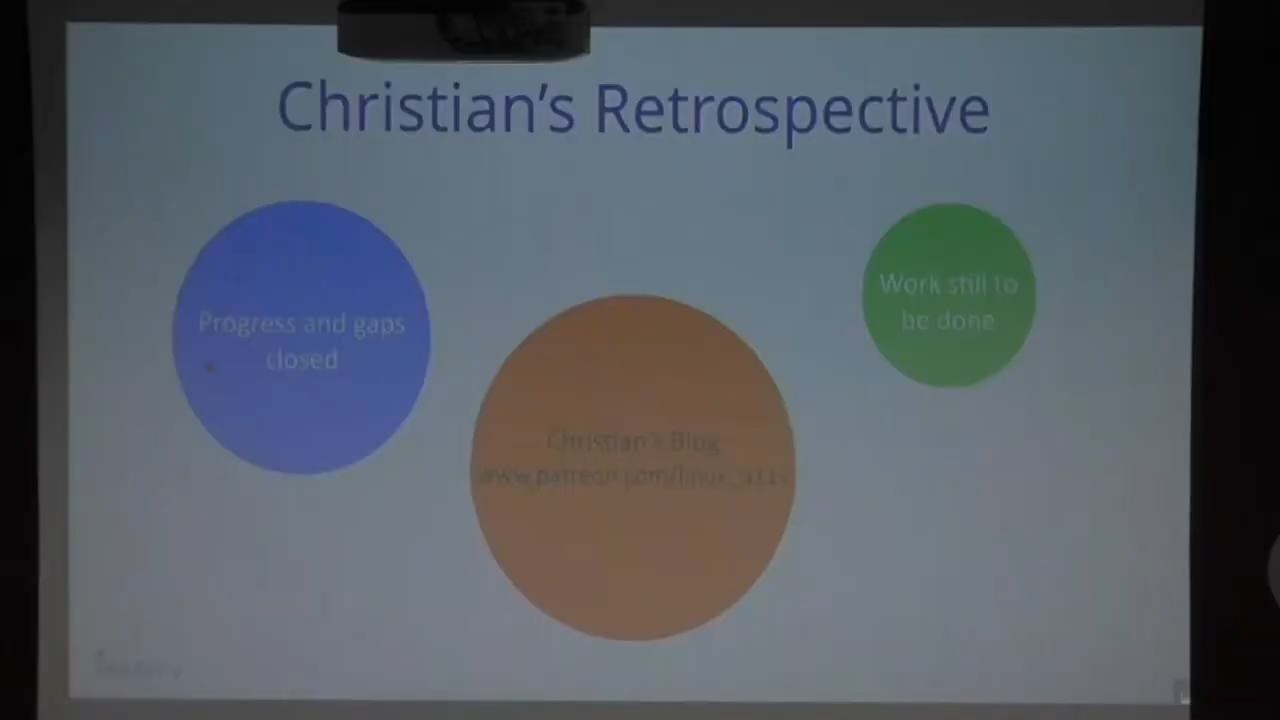 Christian's Retrospective
Progress and gaps
closed
Work still to
be done
Christian's Blog